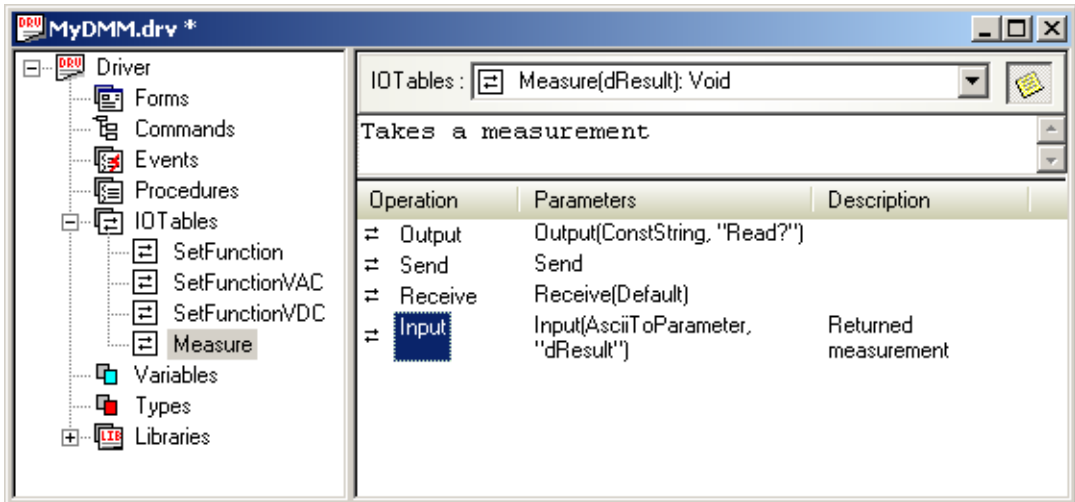 MyDMM.drv *
Driver
Forms
Commands
Events
Procedures
IOTables
SetFunction
SetFunctionVAC
SetFunctionVDC
Measure
Variables
Types
Libraries
IOTables : Measure(dResult): Void
Takes a measurement
Operation Parameters Description
Output Output(ConstString, "Read?")
Send Send
Receive Receive(Default)
Input Input(AsciiToParameter, Returned
"dResult") measurement